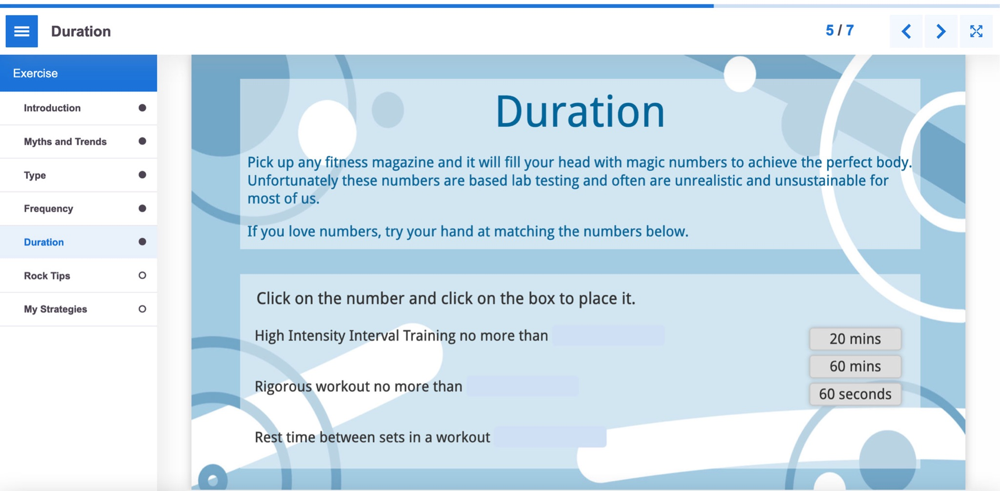 Duration
5 / 7
Exercise
Introduction
Myths and Trends
Type
Frequency
Duration
Rock Tips
My Strategies
Duration
Pick up any fitness magazine and it will fill your head with magic numbers to achieve the perfect body.
Unfortunately these numbers are based lab testing and often are unrealistic and unsustainable for
most of us.
If you love numbers, try your hand at matching the numbers below.
Click on the number and click on the box to place it.
High Intensity Interval Training no more than
20 mins
60 mins
Rigorous workout no more than
60 seconds
Rest time between sets in a workout